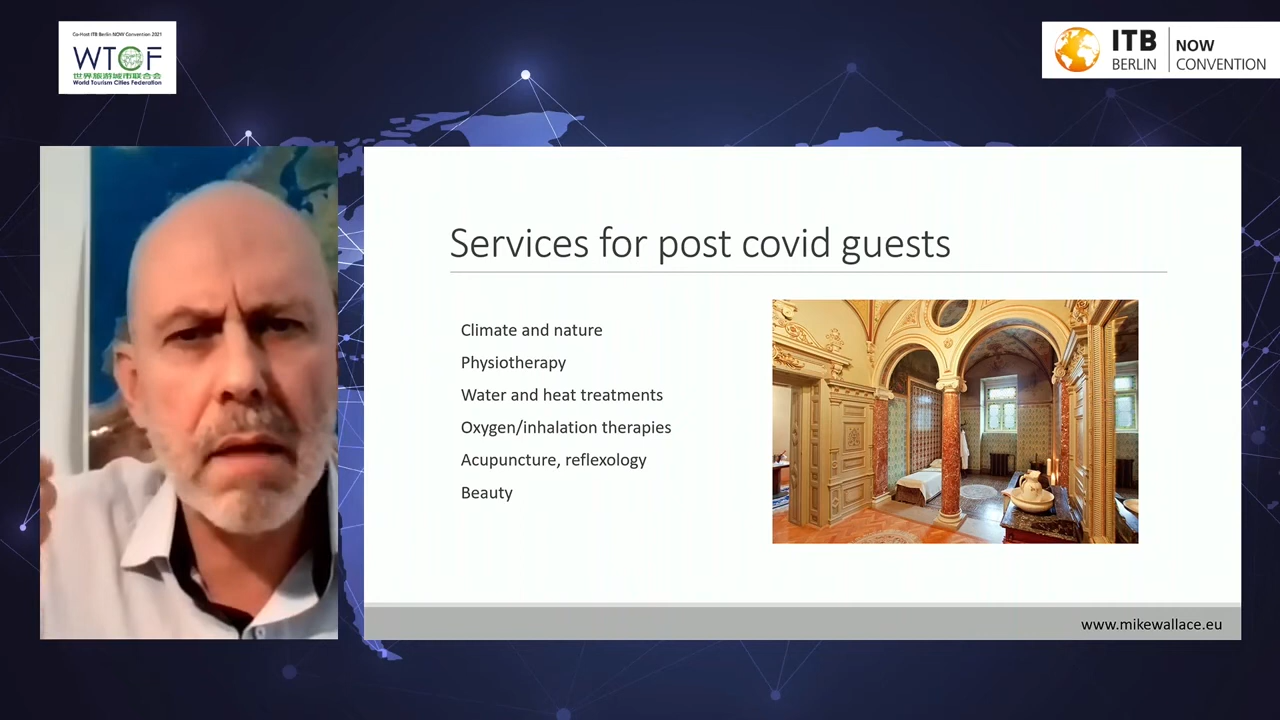 Co-Host ITB Berlin NOW Convention 2021
WTCF
世界旅游城市联合会
World Tourism Cities Federation
ITB
BERLIN
NOW
CONVENTION
Services for post covid guests
Climate and nature
Physiotherapy
Water and heat treatments
Oxygen/inhalation therapies
Acupuncture, reflexology
Beauty
www.mikewallace.eu